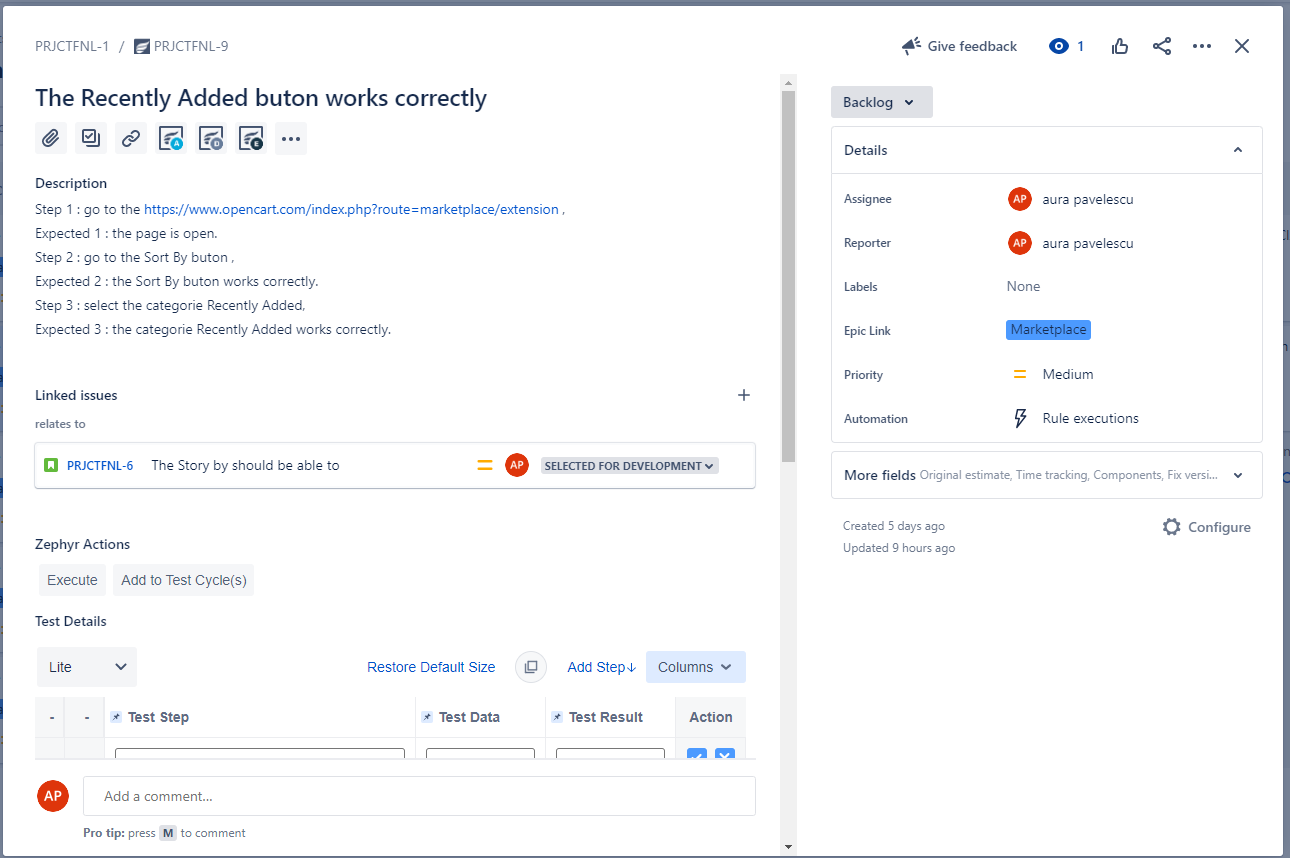 PRJCTFNL-1 / PRJCTFNL-9
Give feedback 1
The Recently Added buton works correctly
A D E
Description
Step 1 : go to the https://www.opencart.com/index.php?route=marketplace/extension ,
Expected 1 : the page is open.
Step 2 : go to the Sort By buton ,
Expected 2 : the Sort By buton works correctly.
Step 3 : select the categorie Recently Added,
Expected 3 : the categorie Recently Added works correctly.
Linked issues
relates to
PRJCTFNL-6 The Story by should be able to AP SELECTED FOR DEVELOPMENT
Zephyr Actions
Execute Add to Test Cycle(s)
Test Details
Lite Restore Default Size Add Step↓ Columns
- - Test Step Test Data Test Result Action
AP Add a comment...
Pro tip: press M to comment
Backlog
Details
Assignee AP aura pavelescu
Reporter AP aura pavelescu
Labels None
Epic Link Marketplace
Priority Medium
Automation Rule executions
More fields Original estimate, Time tracking, Components, Fix versi...
Created 5 days ago Configure
Updated 9 hours ago